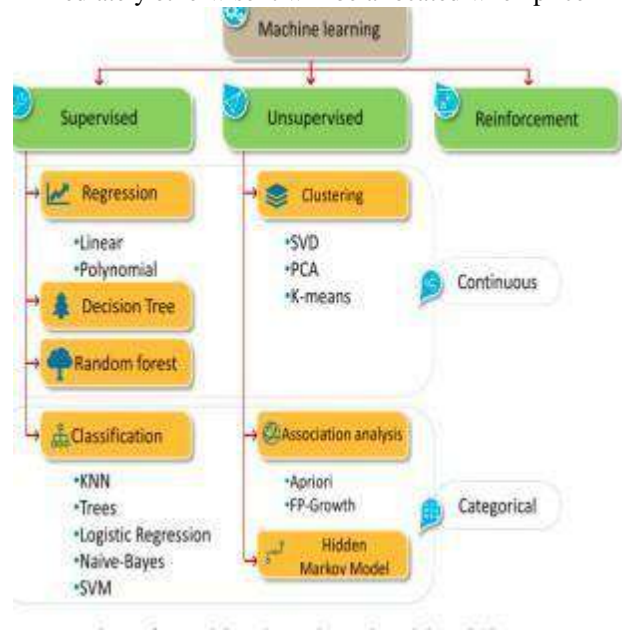 Machine learning
Supervised
Unsupervised
Reinforcement
Regression
•Linear
•Polynomial
Decision Tree
Random forest
Clustering
•SVD
•PCA
•K-means
Continuous
Classification
•KNN
•Trees
•Logistic Regression
•Naive-Bayes
•SVM
Association analysis
•Apriori
•FP-Growth
Hidden
Markov Model
Categorical